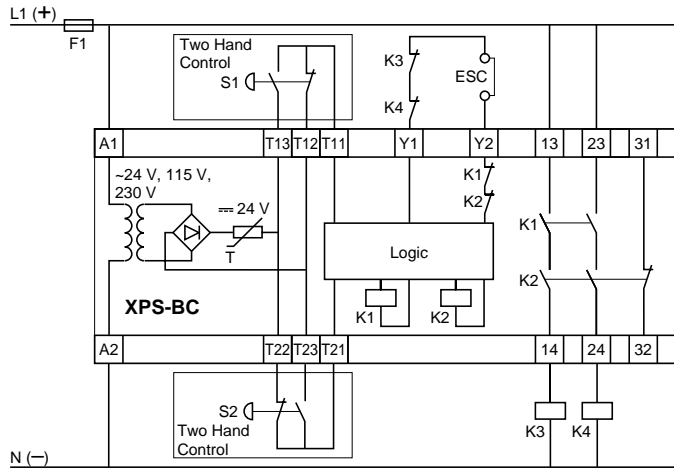 L1 (+)
F1
Two Hand
Control
S1
K3
K4
ESC
A1
T13
T12
T11
Y1
Y2
13
23
31
~24 V, 115 V,
230 V
⎓ 24 V
T
K1
K2
Logic
K1
K2
K1
K2
XPS-BC
A2
T22
T23
T21
14
24
32
S2
Two Hand
Control
K3
K4
N (—)